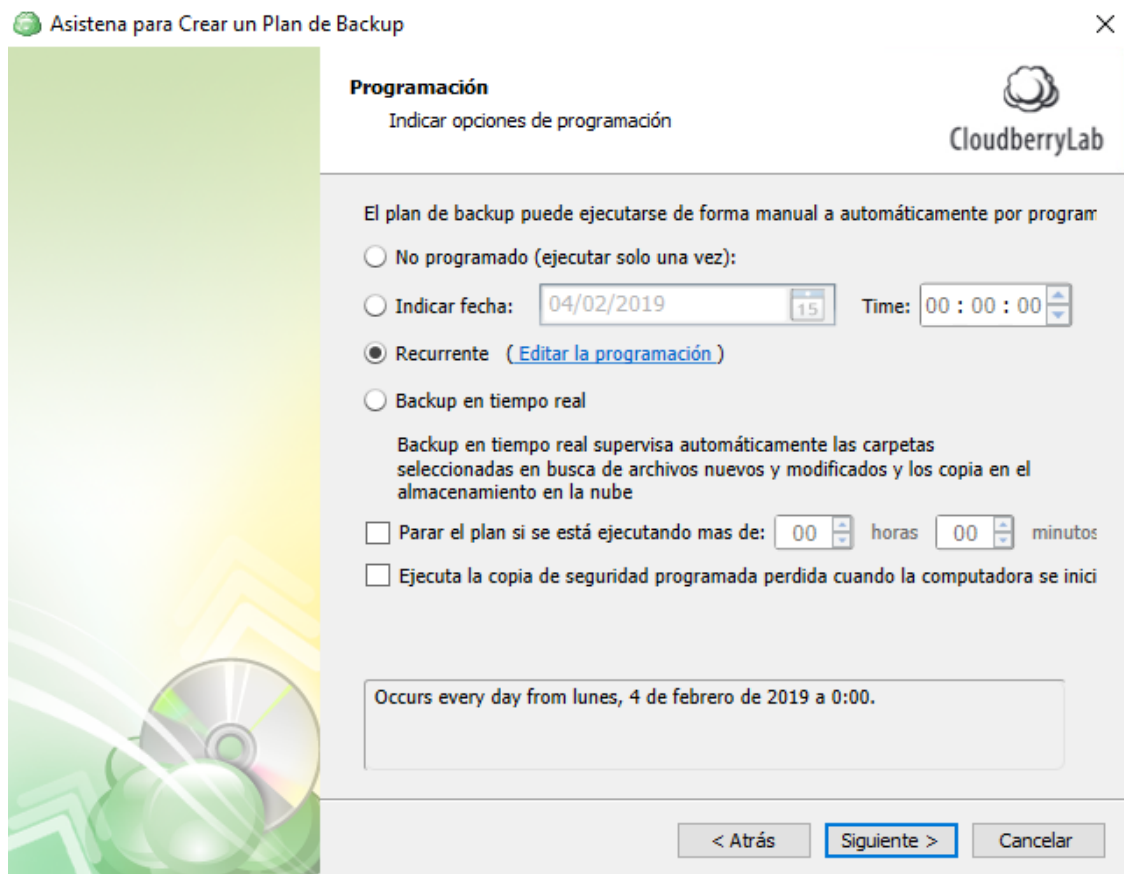 Asistena para Crear un Plan de Backup
Programación
Indicar opciones de programación
CloudberryLab
El plan de backup puede ejecutarse de forma manual a automáticamente por program
No programado (ejecutar solo una vez):
Indicar fecha: 04/02/2019 15 Time: 00 : 00 : 00
Recurrente ( Editar la programación )
Backup en tiempo real
Backup en tiempo real supervisa automáticamente las carpetas
seleccionadas en busca de archivos nuevos y modificados y los copia en el
almacenamiento en la nube
Parar el plan si se está ejecutando mas de: 00 horas 00 minutos
Ejecuta la copia de seguridad programada perdida cuando la computadora se inici
Occurs every day from lunes, 4 de febrero de 2019 a 0:00.
< Atrás Siguiente > Cancelar